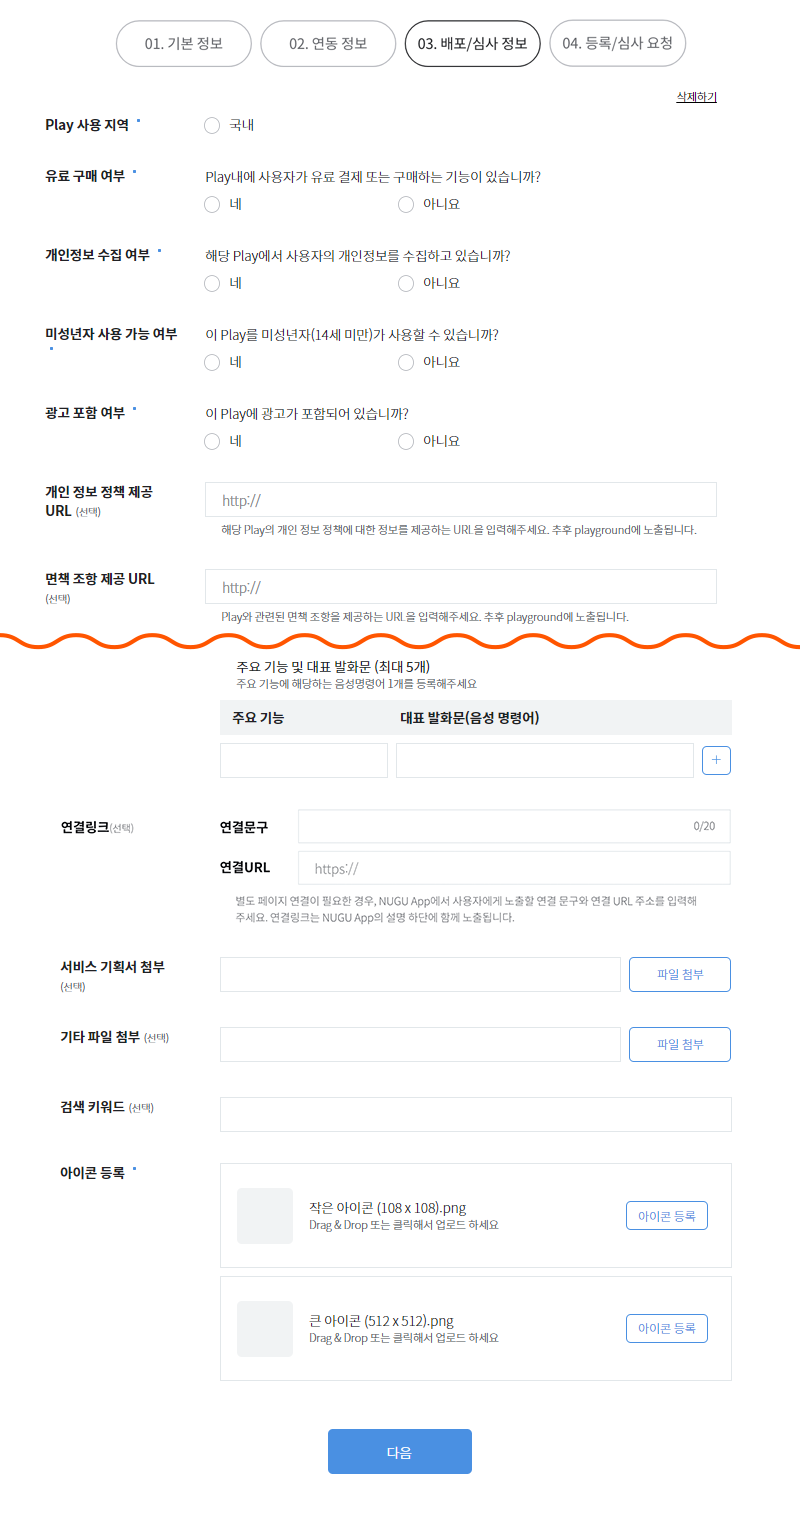 01. 기본 정보
02. 연동 정보
03. 배포/심사 정보
04. 등록/심사 요청
삭제하기
Play 사용 지역
국내
유료 구매 여부
Play내에 사용자가 유료 결제 또는 구매하는 기능이 있습니까?
네
아니요
개인정보 수집 여부
해당 Play에서 사용자의 개인정보를 수집하고 있습니까?
네
아니요
미성년자 사용 가능 여부
이 Play를 미성년자(14세 미만)가 사용할 수 있습니까?
네
아니요
광고 포함 여부
이 Play에 광고가 포함되어 있습니까?
네
아니요
개인 정보 정책 제공
URL (선택)
http://
해당 Play의 개인 정보 정책에 대한 정보를 제공하는 URL을 입력해주세요. 추후 playground에 노출됩니다.
면책 조항 제공 URL
(선택)
http://
Play와 관련된 면책 조항을 제공하는 URL을 입력해주세요. 추후 playground에 노출됩니다.
주요 기능 및 대표 발화문 (최대 5개)
주요 기능에 해당하는 음성명령어 1개를 등록해주세요
주요 기능
대표 발화문(음성 명령어)
+
연결링크(선택)
연결문구
0/20
연결URL
https://
별도 페이지 연결이 필요한 경우, NUGU App에서 사용자에게 노출할 연결 문구와 연결 URL 주소를 입력해
주세요. 연결링크는 NUGU App의 설명 하단에 함께 노출됩니다.
서비스 기획서 첨부
(선택)
파일 첨부
기타 파일 첨부 (선택)
파일 첨부
검색 키워드 (선택)
아이콘 등록
작은 아이콘 (108 x 108).png
Drag & Drop 또는 클릭해서 업로드 하세요
아이콘 등록
큰 아이콘 (512 x 512).png
Drag & Drop 또는 클릭해서 업로드 하세요
아이콘 등록
다음